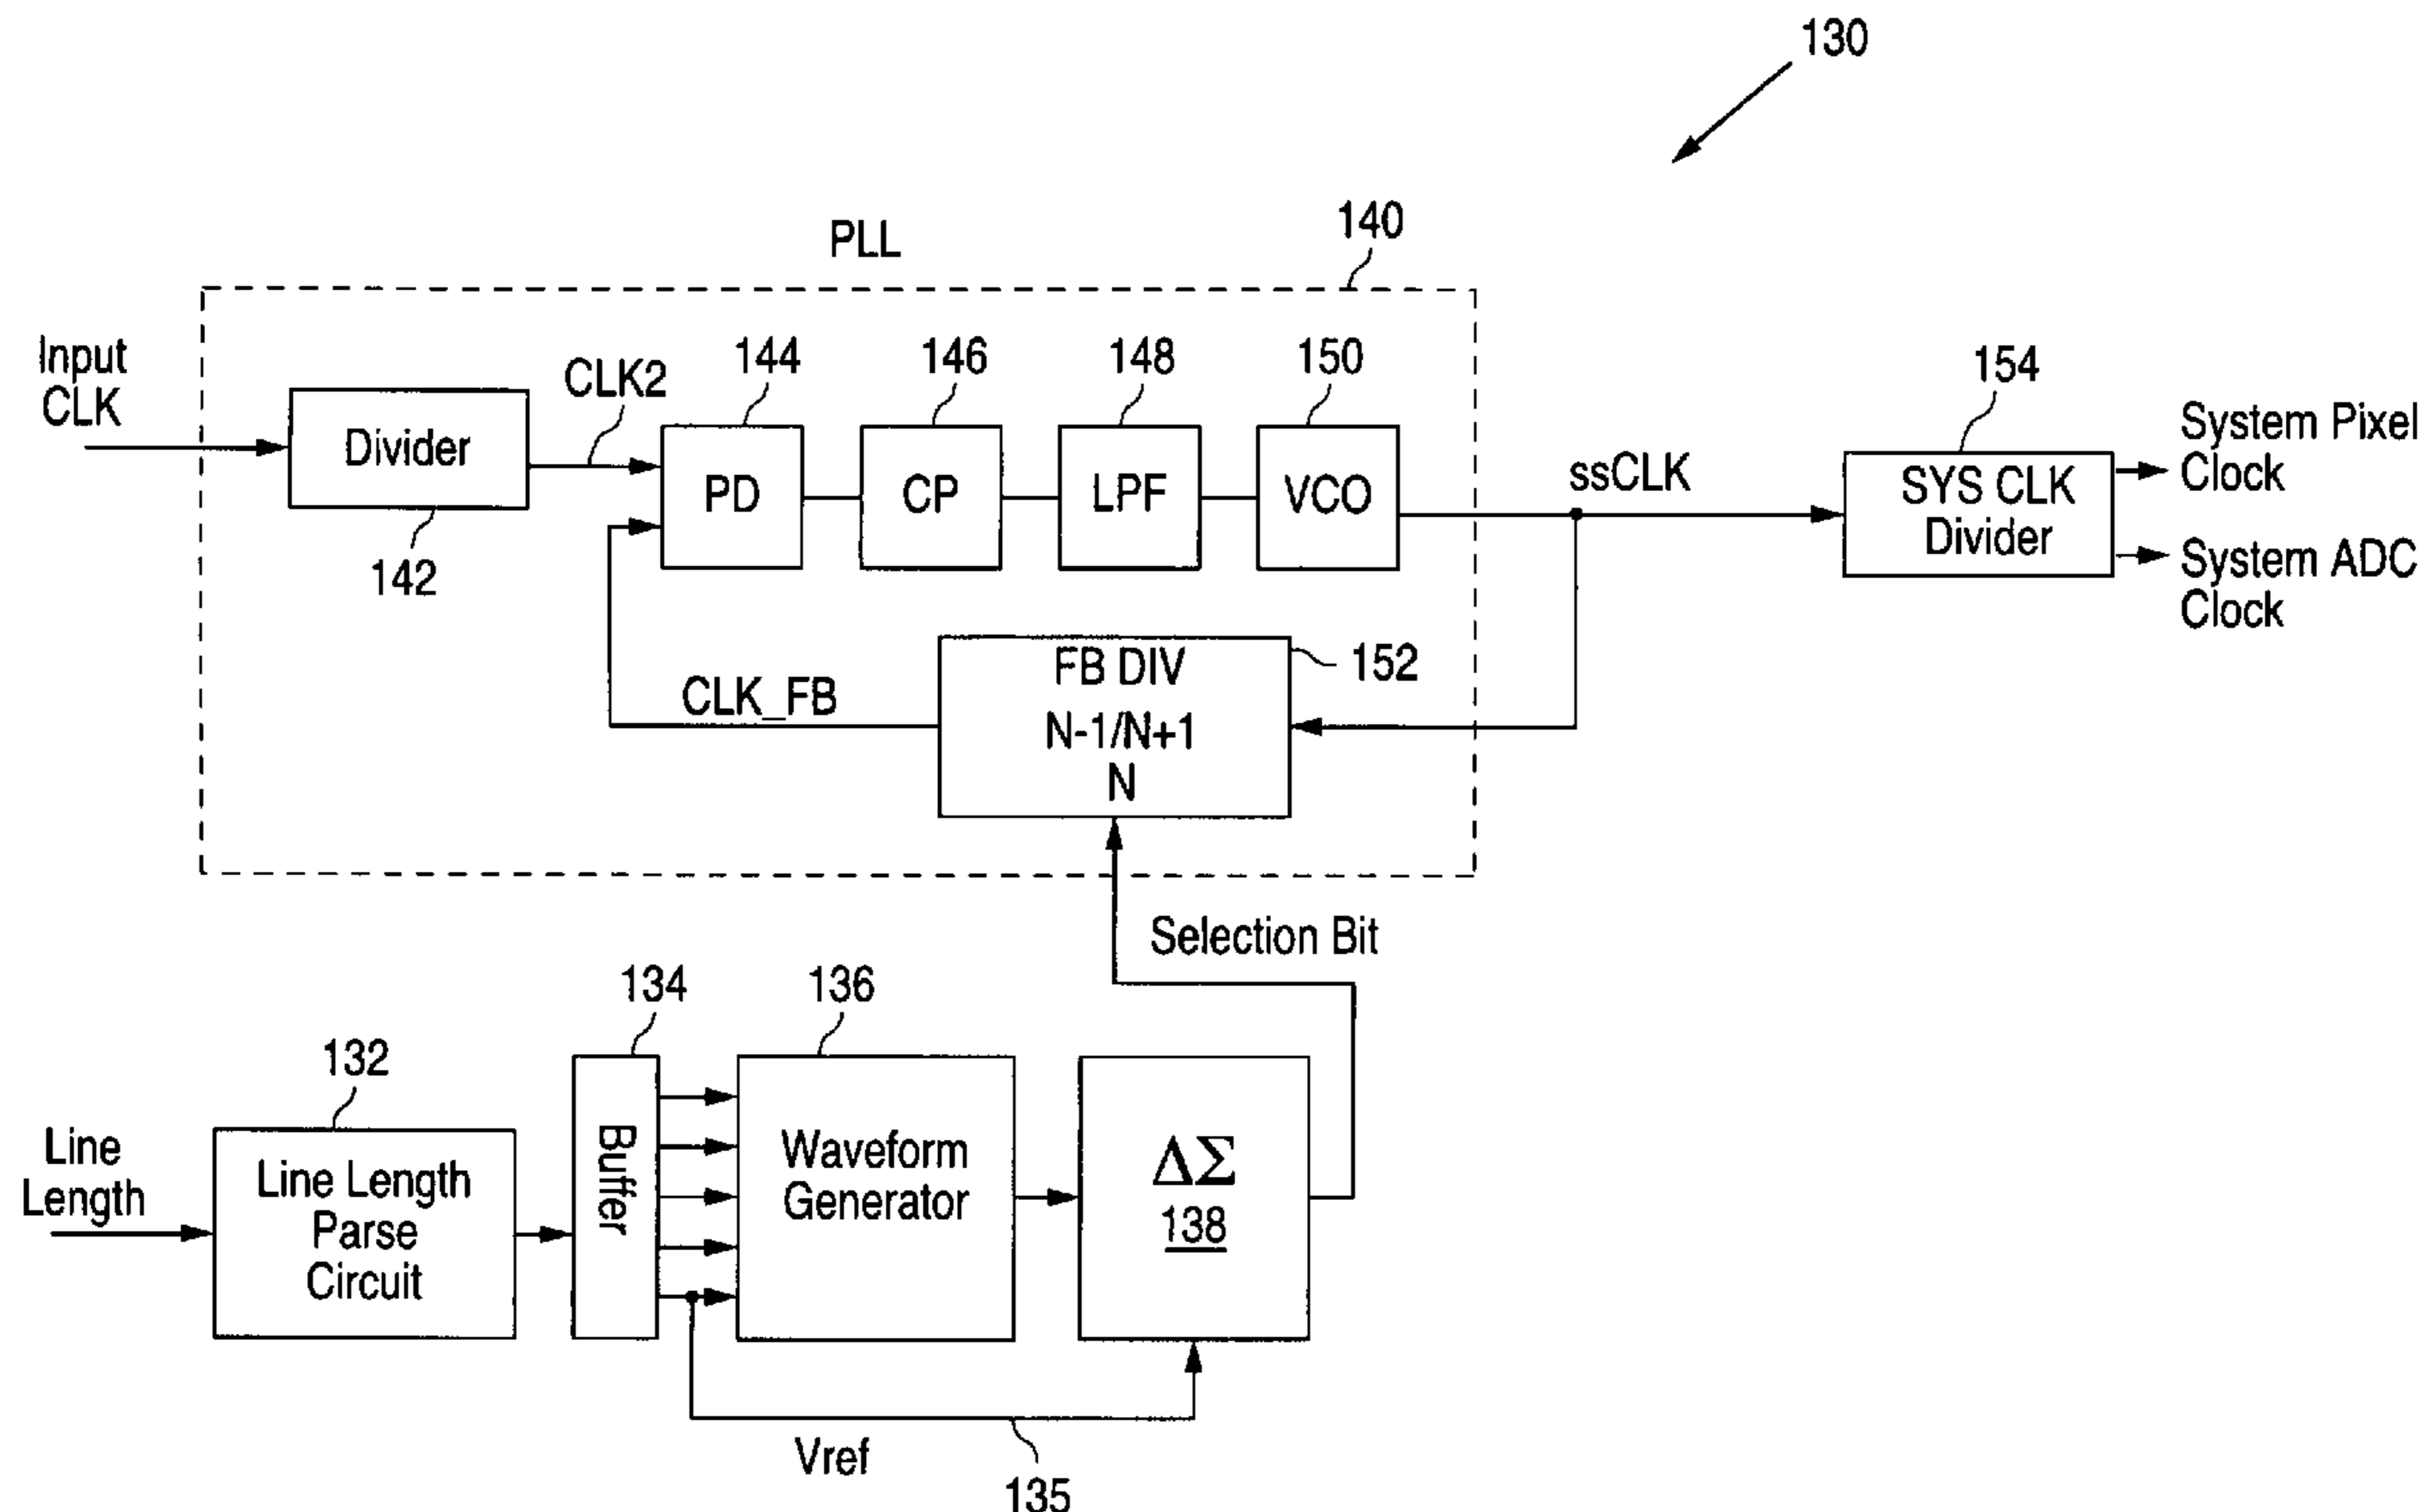 130
PLL
140
Input
CLK
Divider
142
CLK2
144
PD
146
CP
148
LPF
150
VCO
ssCLK
154
SYS CLK
Divider
System Pixel
Clock
System ADC
Clock
FB DIV
N-1/N+1
N
152
CLK_FB
Selection Bit
Line
Length
132
Line Length
Parse
Circuit
134
Buffer
136
Waveform
Generator
ΔΣ
138
Vref
135